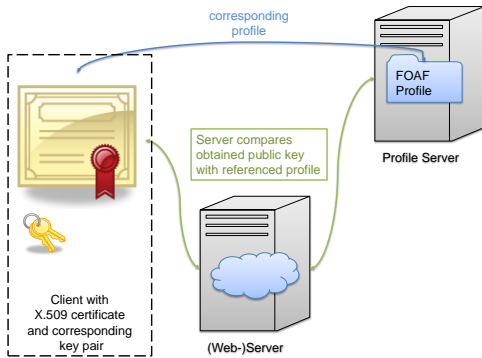 corresponding
profile
FOAF
Profile
Profile Server
Server compares
obtained public key
with referenced profile
Client with
X.509 certificate
and corresponding
key pair
(Web-)Server